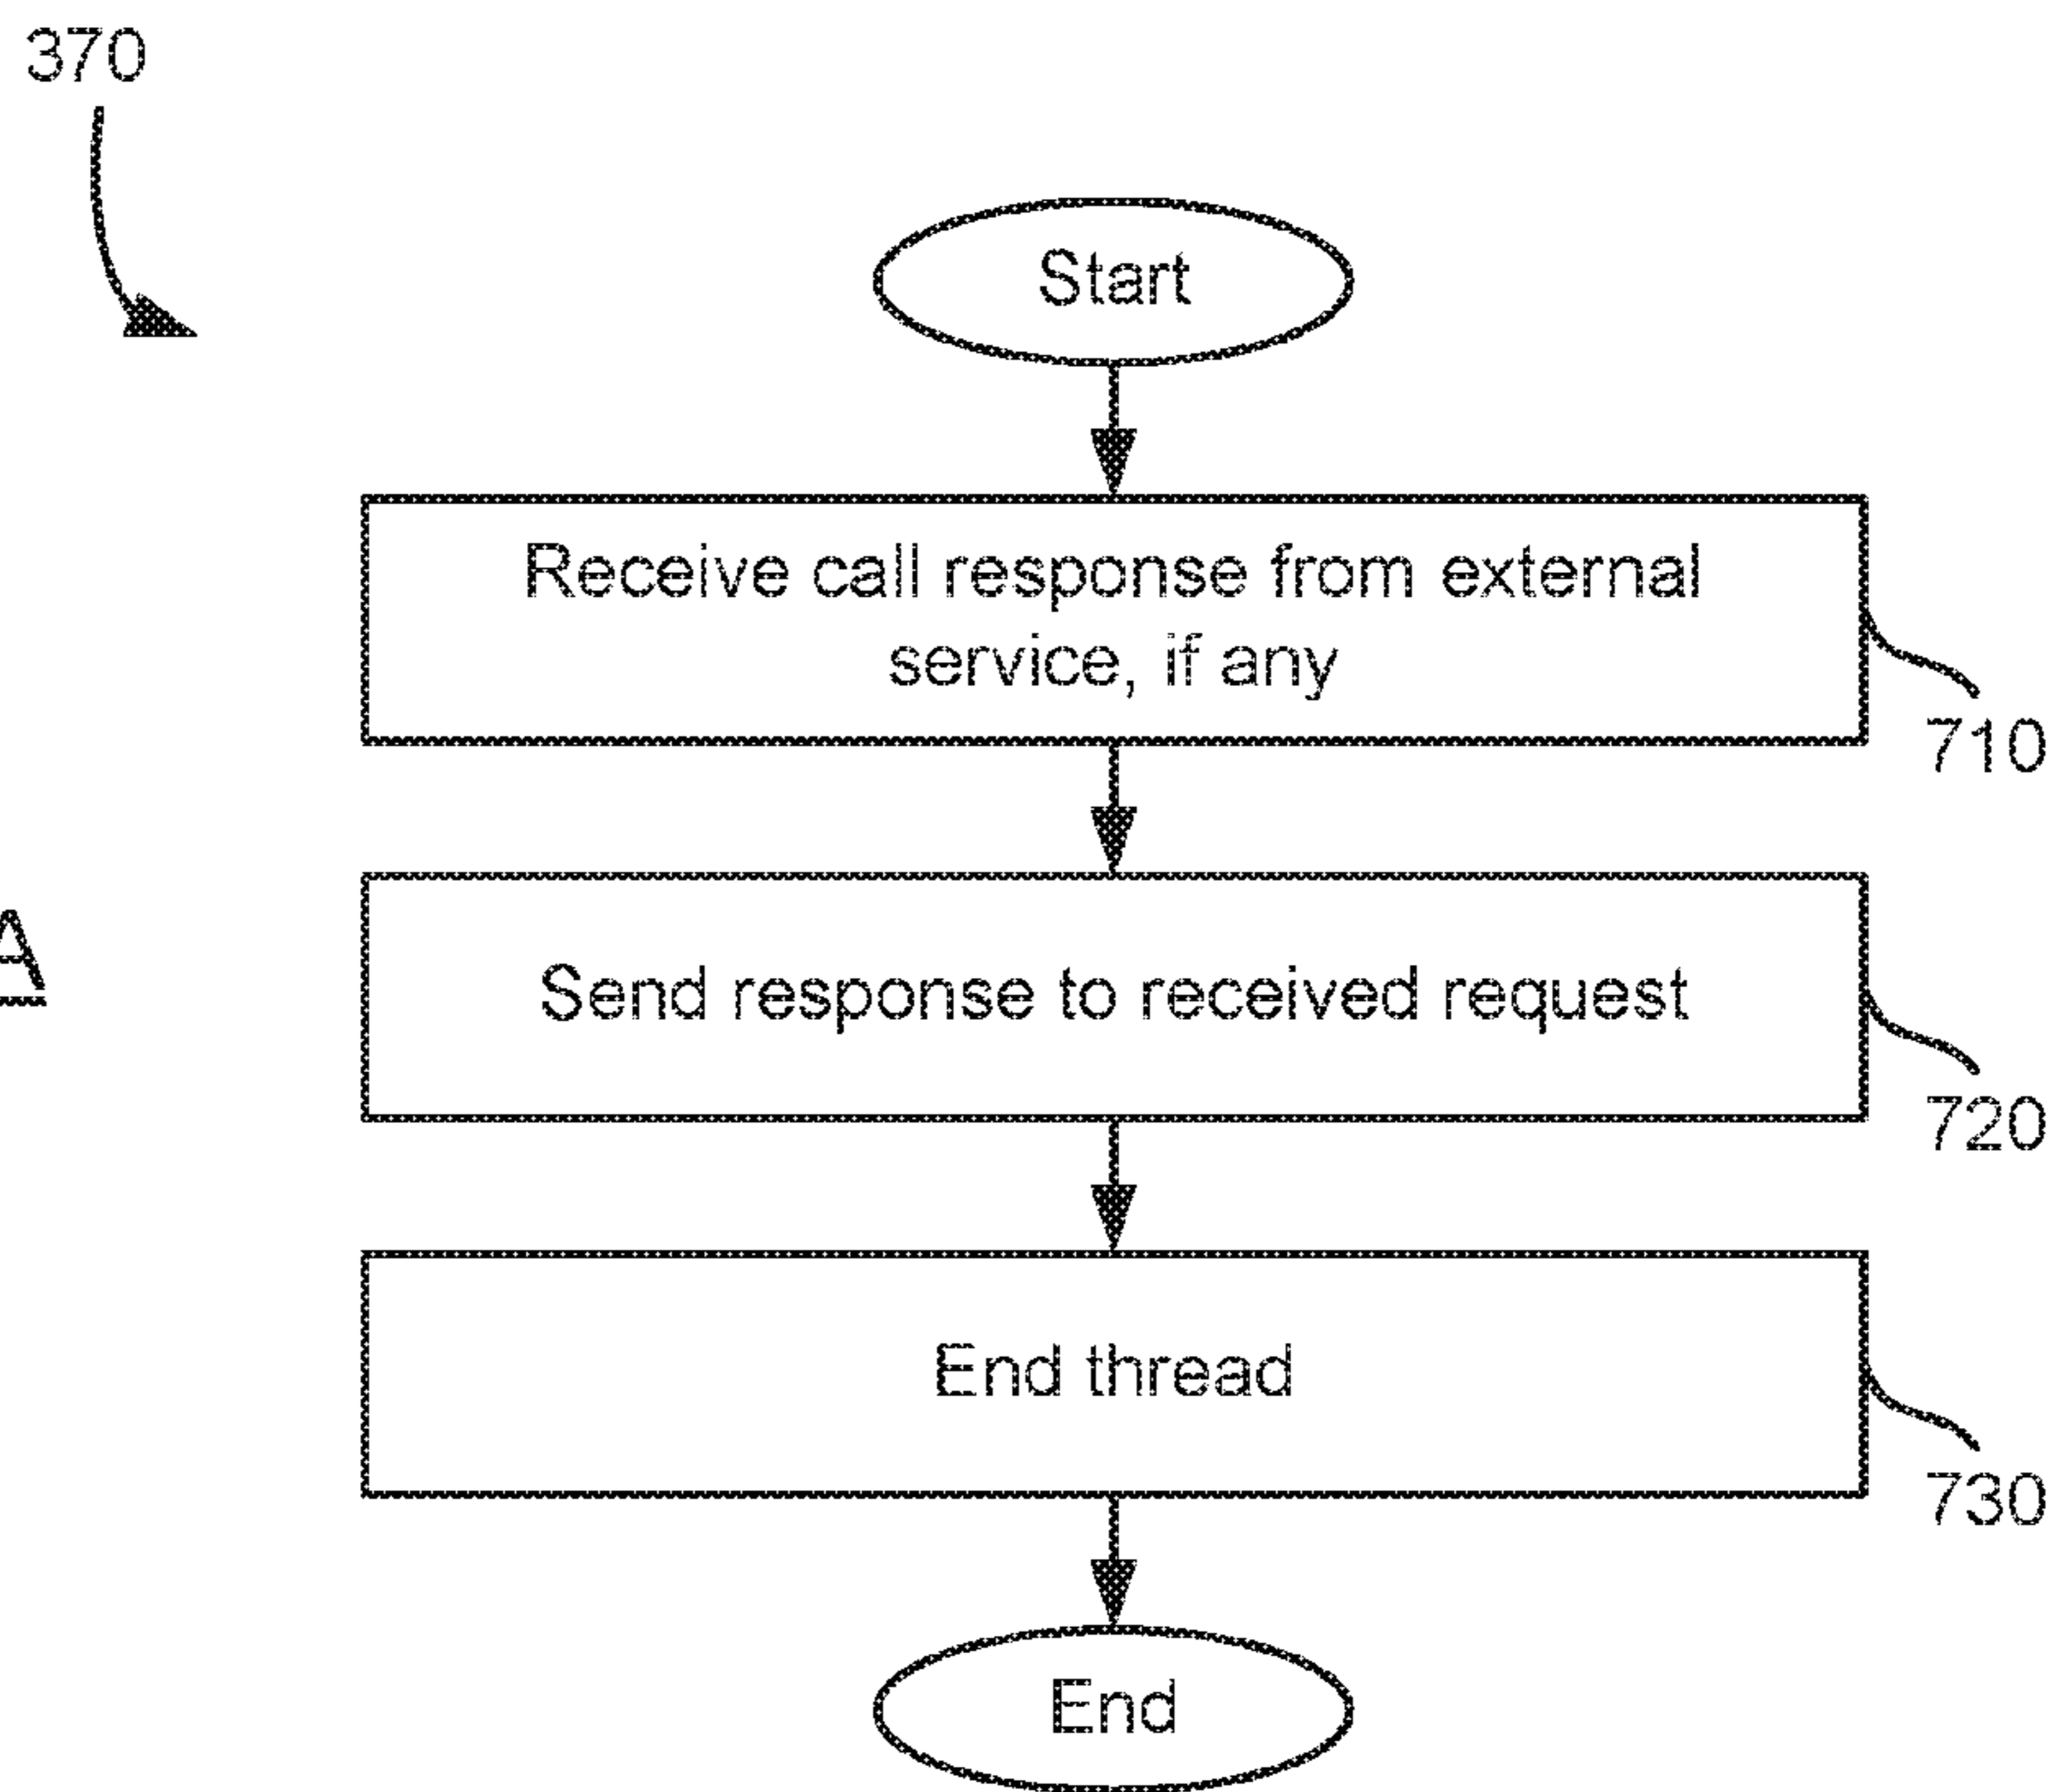 370
Start
Receive call response from external
service, if any
710
A
Send response to received request
720
End thread
730
End